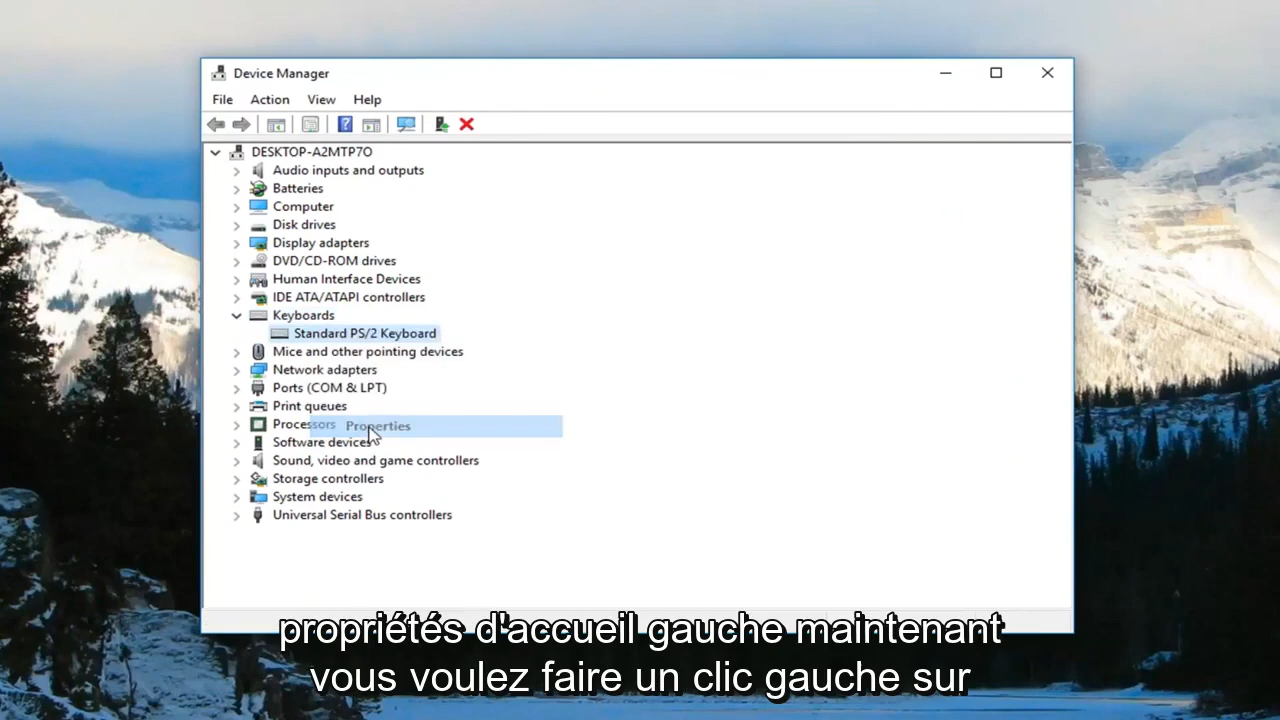 Device Manager
File Action View Help
DESKTOP-A2MTP7O
Audio inputs and outputs
Batteries
Computer
Disk drives
Display adapters
DVD/CD-ROM drives
Human Interface Devices
IDE ATA/ATAPI controllers
Keyboards
Standard PS/2 Keyboard
Mice and other pointing devices
Network adapters
Ports (COM & LPT)
Print queues
Processors Properties
Software devices
Sound, video and game controllers
Storage controllers
System devices
Universal Serial Bus controllers
propriétés d'accueil gauche maintenant
vous voulez faire un clic gauche sur